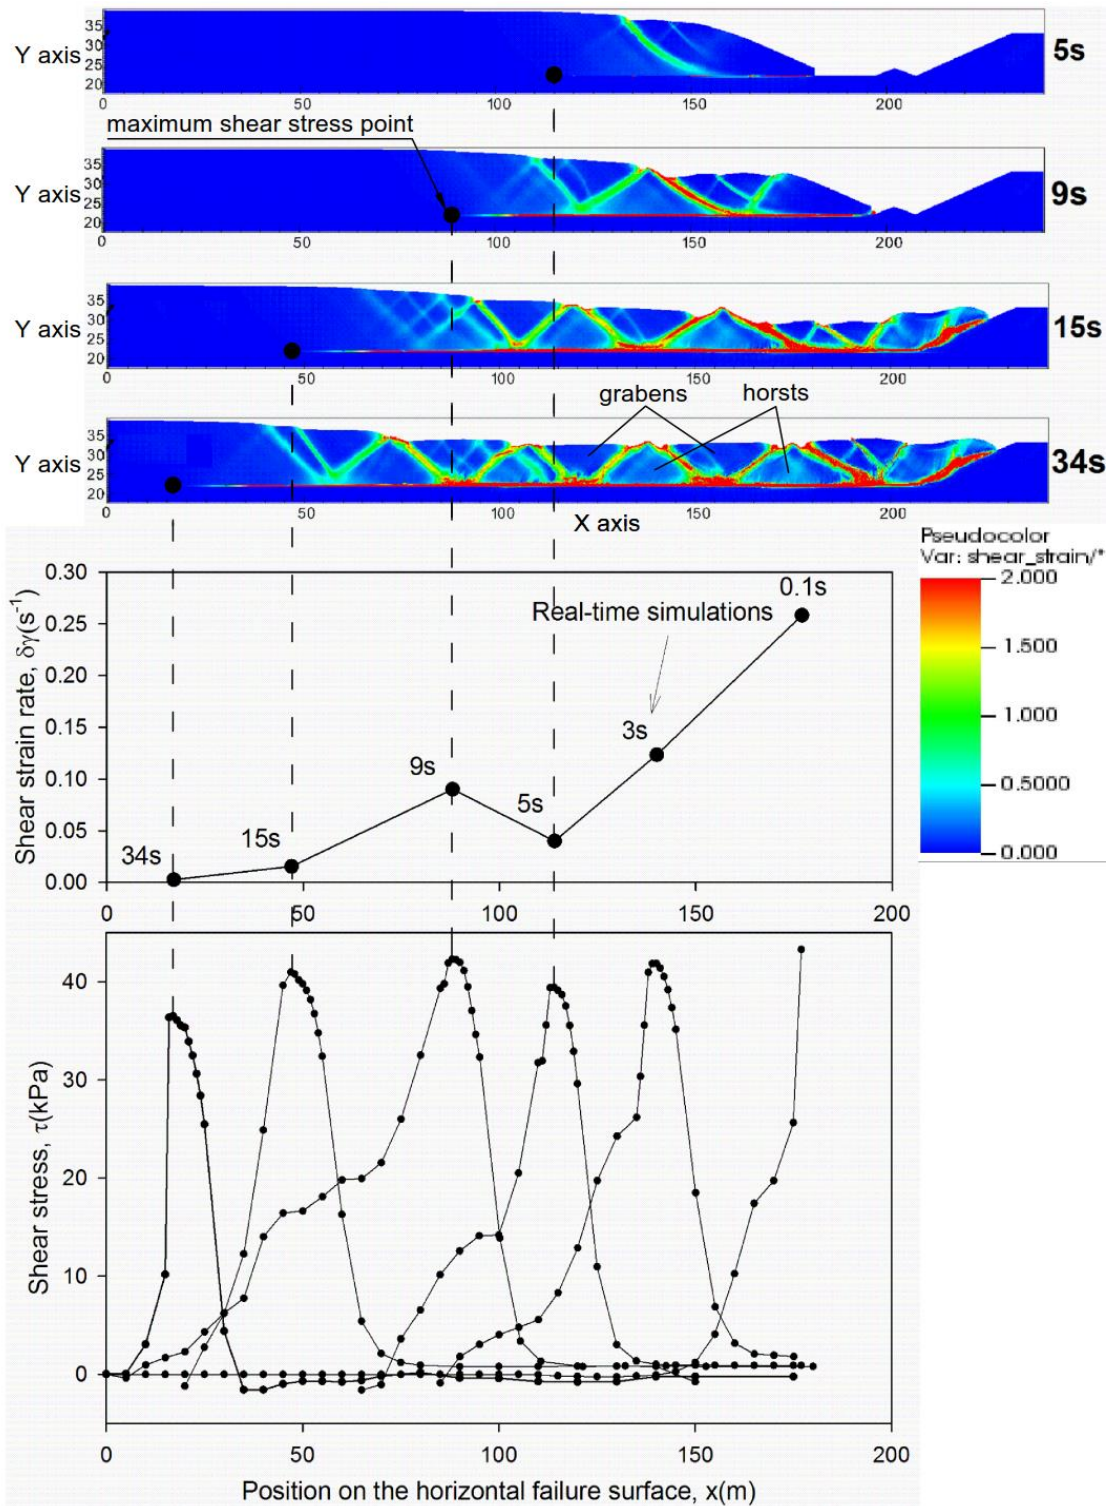 35
30
25
20
Y axis
0
50
100
150
200
5s
maximum shear stress point
35
30
25
20
Y axis
0
50
100
150
200
9s
35
30
25
20
Y axis
0
50
100
150
200
15s
grabens
horsts
35
30
25
20
Y axis
0
50
100
150
200
34s
X axis
Pseudocolor
Var: shear_strain/*
2.000
1.500
1.000
0.5000
0.000
Shear strain rate, δγ(s⁻¹)
0.30
0.25
0.20
0.15
0.10
0.05
0.00
0.1s
Real-time simulations
3s
9s
5s
15s
34s
0
50
100
150
200
Shear stress, τ(kPa)
40
30
20
10
0
0
50
100
150
200
Position on the horizontal failure surface, x(m)